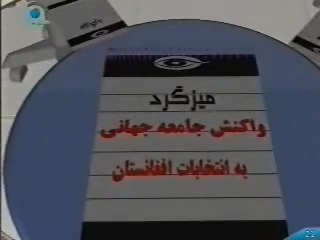 میزگرد
واکنش جامعه جهانی
به انتخابات افغانستان